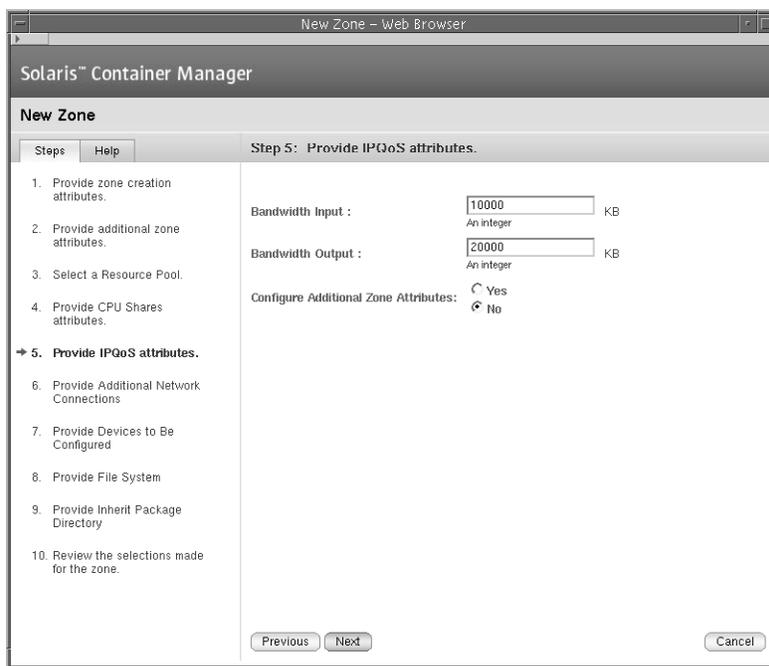 New Zone – Web Browser
Solaris™ Container Manager
New Zone
Steps
Help
1. Provide zone creation
attributes.
2. Provide additional zone
attributes.
3. Select a Resource Pool.
4. Provide CPU Shares
attributes.
5. Provide IPQoS attributes.
6. Provide Additional Network
Connections
7. Provide Devices to Be
Configured
8. Provide File System
9. Provide Inherit Package
Directory
10. Review the selections made
for the zone.
Step 5: Provide IPQoS attributes.
Bandwidth Input : 10000 KB
An integer
Bandwidth Output : 20000 KB
An integer
Configure Additional Zone Attributes: Yes
No
Previous Next Cancel